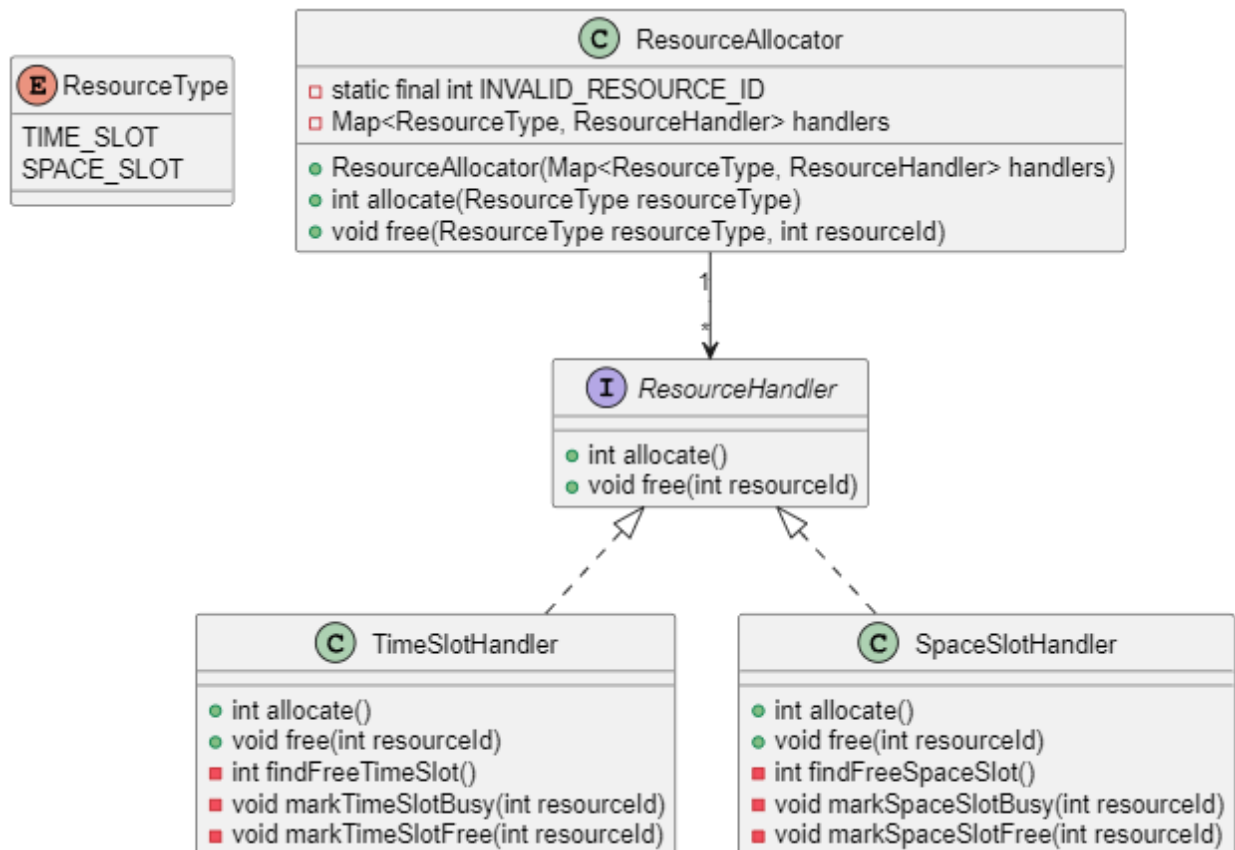 E ResourceType
TIME_SLOT
SPACE_SLOT
C ResourceAllocator
static final int INVALID_RESOURCE_ID
Map<ResourceType, ResourceHandler> handlers
ResourceAllocator(Map<ResourceType, ResourceHandler> handlers)
int allocate(ResourceType resourceType)
void free(ResourceType resourceType, int resourceId)
1
*
I ResourceHandler
int allocate()
void free(int resourceId)
C TimeSlotHandler
int allocate()
void free(int resourceId)
int findFreeTimeSlot()
void markTimeSlotBusy(int resourceId)
void markTimeSlotFree(int resourceId)
C SpaceSlotHandler
int allocate()
void free(int resourceId)
int findFreeSpaceSlot()
void markSpaceSlotBusy(int resourceId)
void markSpaceSlotFree(int resourceId)